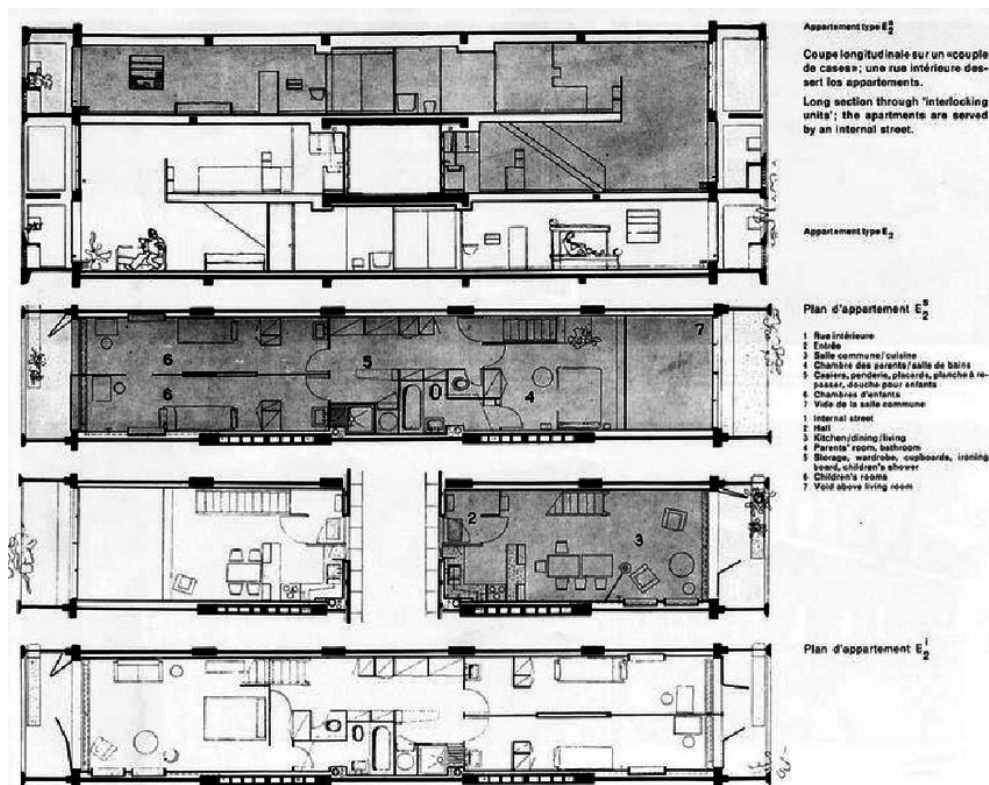 Appartement type E₂ˢ
Coupe longitudinale sur un «couple
de cases»; une rue intérieure des-
sert les appartements.
Long section through 'interlocking
units'; the apartments are served
by an internal street.
Appartement type E₂
Plan d'appartement E₂ˢ
1 Rue intérieure
2 Entrée
3 Salle commune/cuisine
4 Chambre des parents/salle de bains
5 Casiers, penderie, placards, planche à re-
passer, douche pour enfants
6 Chambres d'enfants
7 Vide de la salle commune
1 Internal street
2 Hall
3 Kitchen/dining/living
4 Parents' room, bathroom
5 Storage, wardrobe, cupboards, ironing
board, children's shower
6 Children's rooms
7 Void above living room
7
6
5
6
4
2
3
Plan d'appartement E₂ⁱ